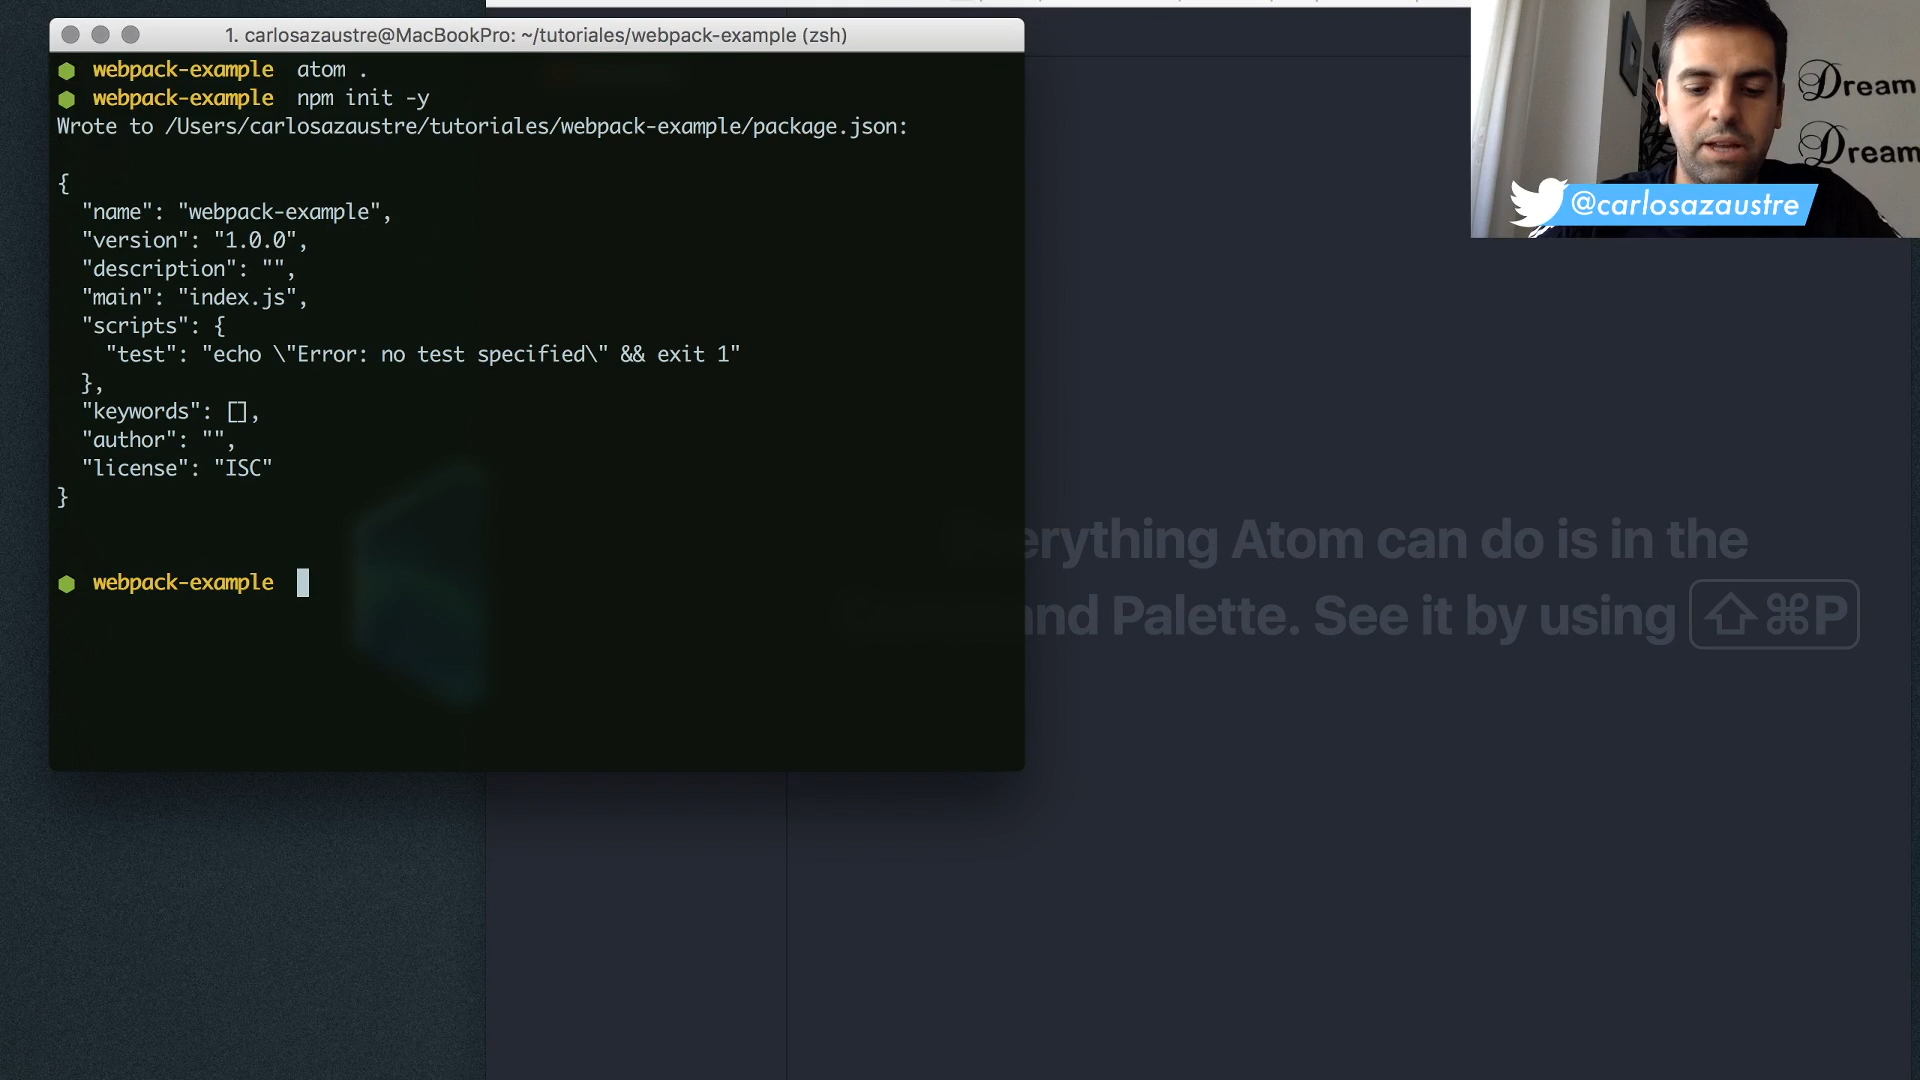 1. carlosazaustre@MacBookPro: ~/tutoriales/webpack-example (zsh)
webpack-example atom .
webpack-example npm init -y
Wrote to /Users/carlosazaustre/tutoriales/webpack-example/package.json:
{
"name": "webpack-example",
"version": "1.0.0",
"description": "",
"main": "index.js",
"scripts": {
"test": "echo \"Error: no test specified\" && exit 1"
},
"keywords": [],
"author": "",
"license": "ISC"
}
webpack-example
erything Atom can do is in the
nd Palette. See it by using ⇧⌘P
Dream
Dream
@carlosazaustre